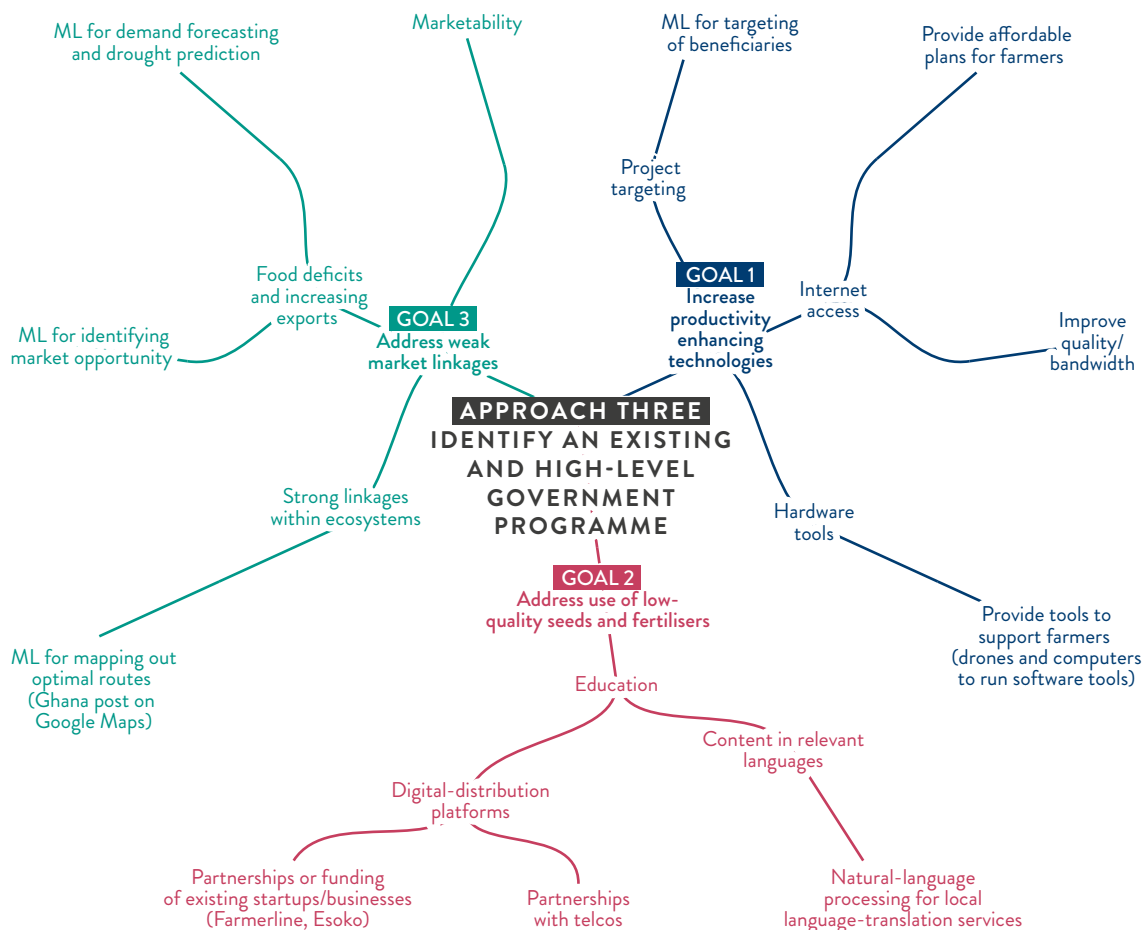 APPROACH THREE
IDENTIFY AN EXISTING
AND HIGH-LEVEL
GOVERNMENT
PROGRAMME
GOAL 1
Increase
productivity
enhancing
technologies
Project
targeting
ML for targeting
of beneficiaries
Internet
access
Provide affordable
plans for farmers
Improve
quality/
bandwidth
Hardware
tools
Provide tools to
support farmers
(drones and computers
to run software tools)
GOAL 2
Address use of low-
quality seeds and fertilisers
Education
Content in relevant
languages
Natural-language
processing for local
language-translation services
Digital-distribution
platforms
Partnerships
with telcos
Partnerships or funding
of existing startups/businesses
(Farmerline, Esoko)
GOAL 3
Address weak
market linkages
Marketability
Food deficits
and increasing
exports
ML for demand forecasting
and drought prediction
ML for identifying
market opportunity
Strong linkages
within ecosystems
ML for mapping out
optimal routes
(Ghana post on
Google Maps)